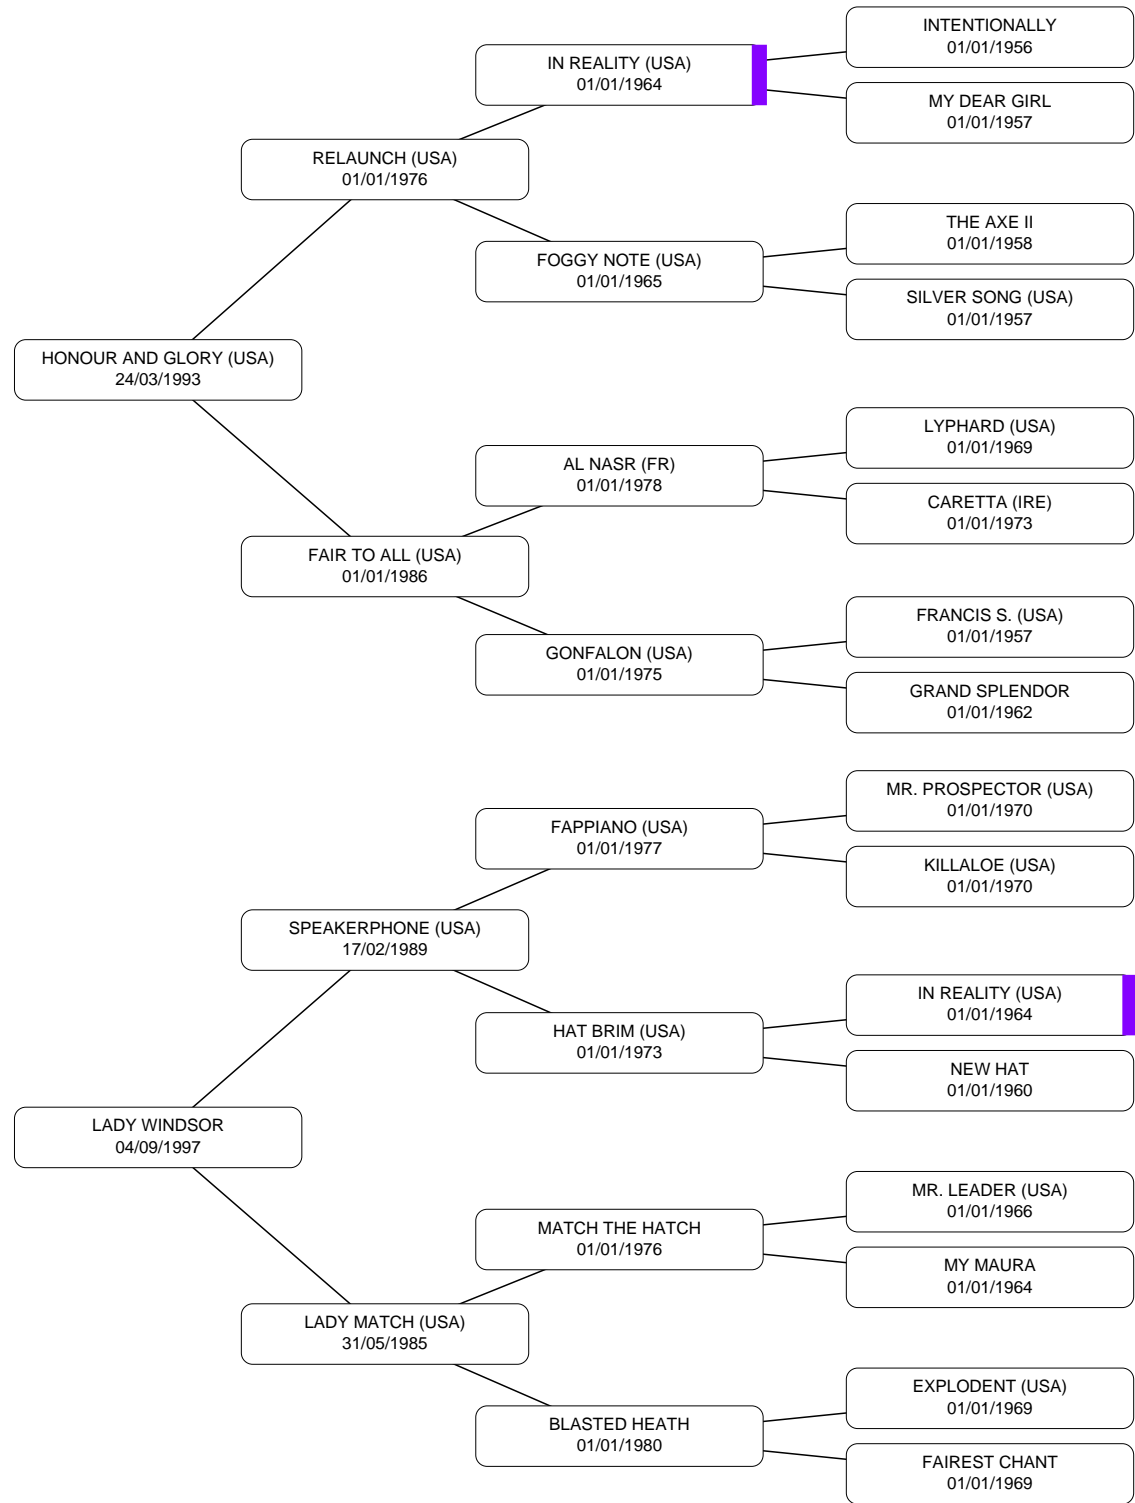 INTENTIONALLY
01/01/1956
IN REALITY (USA)
01/01/1964
MY DEAR GIRL
01/01/1957
RELAUNCH (USA)
01/01/1976
THE AXE II
01/01/1958
FOGGY NOTE (USA)
01/01/1965
SILVER SONG (USA)
01/01/1957
HONOUR AND GLORY (USA)
24/03/1993
LYPHARD (USA)
01/01/1969
AL NASR (FR)
01/01/1978
CARETTA (IRE)
01/01/1973
FAIR TO ALL (USA)
01/01/1986
FRANCIS S. (USA)
01/01/1957
GONFALON (USA)
01/01/1975
GRAND SPLENDOR
01/01/1962
MR. PROSPECTOR (USA)
01/01/1970
FAPPIANO (USA)
01/01/1977
KILLALOE (USA)
01/01/1970
SPEAKERPHONE (USA)
17/02/1989
IN REALITY (USA)
01/01/1964
HAT BRIM (USA)
01/01/1973
NEW HAT
01/01/1960
LADY WINDSOR
04/09/1997
MR. LEADER (USA)
01/01/1966
MATCH THE HATCH
01/01/1976
MY MAURA
01/01/1964
LADY MATCH (USA)
31/05/1985
EXPLODENT (USA)
01/01/1969
BLASTED HEATH
01/01/1980
FAIREST CHANT
01/01/1969